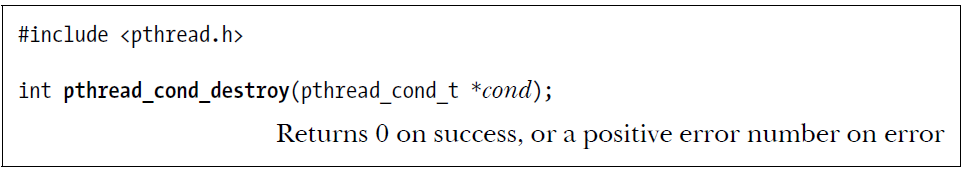 #include <pthread.h>
int pthread_cond_destroy(pthread_cond_t *cond);
Returns 0 on success, or a positive error number on error